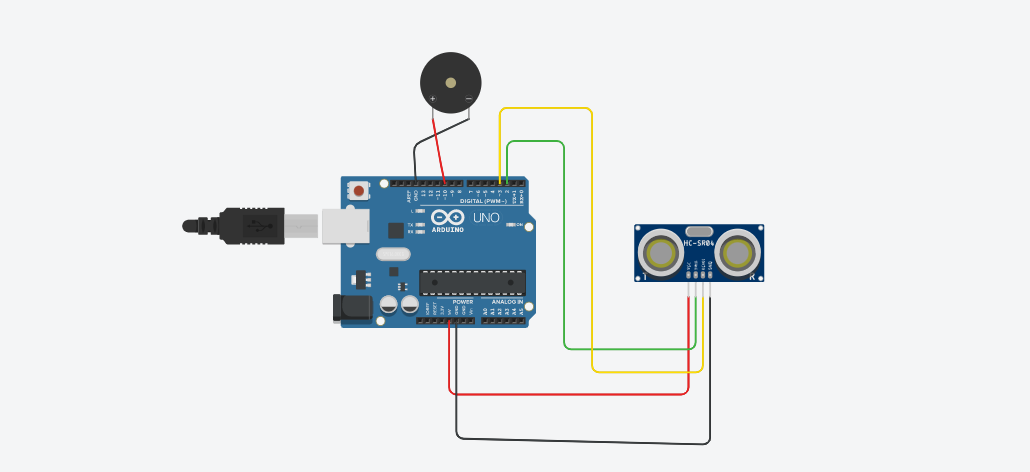 + −
AREF
GND
13
12
~11
~10
~9
8
7
~6
~5
4
~3
2
TX→1
RX←0
DIGITAL (PWM~)
L
TX
RX
UNO
ARDUINO
ON
HC-SR04
T
R
VCC
TRIG
ECHO
GND
POWER
ANALOG IN
IOREF
RESET
3.3V
5V
GND
GND
Vin
A0
A1
A2
A3
A4
A5